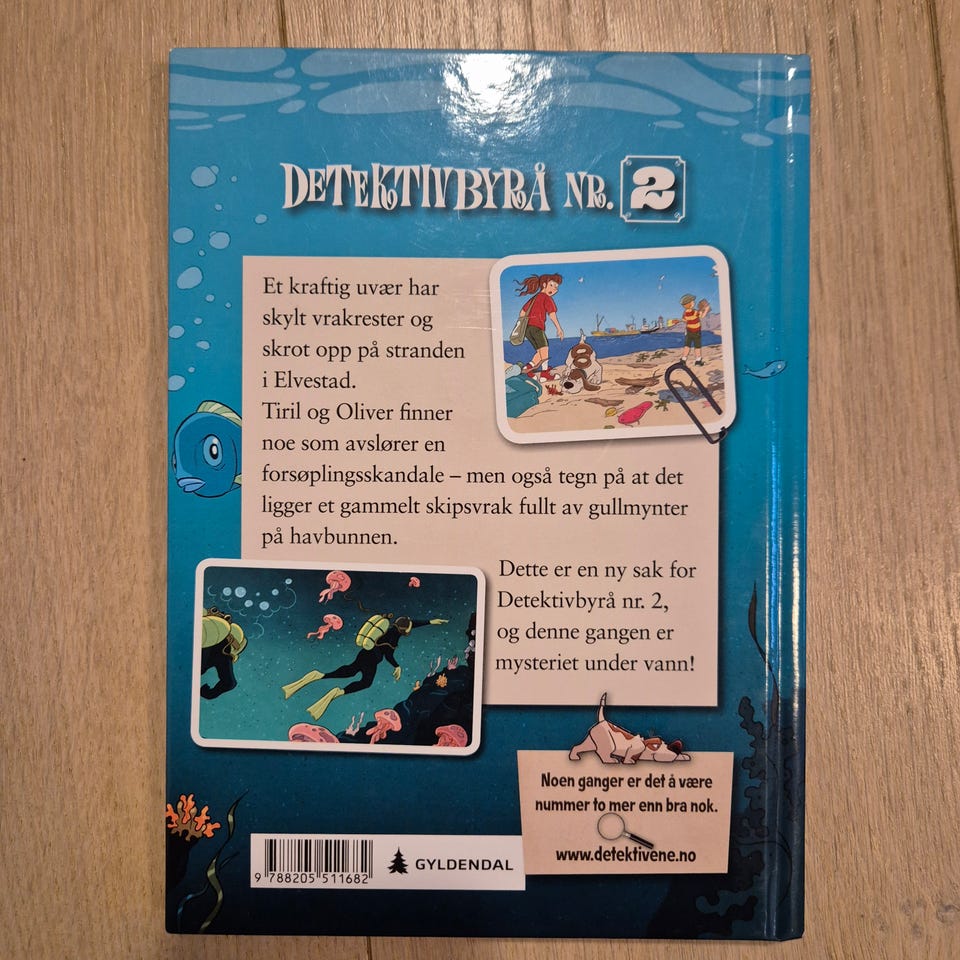 DETEKTIVBYRÅ NR. 2
Et kraftig uvær har
skylt vrakrester og
skrot opp på stranden
i Elvestad.
Tiril og Oliver finner
noe som avslører en
forsøplingsskandale – men også tegn på at det
ligger et gammelt skipsvrak fullt av gullmynter
på havbunnen.
Dette er en ny sak for
Detektivbyrå nr. 2,
og denne gangen er
mysteriet under vann!
Noen ganger er det å være
nummer to mer enn bra nok.
www.detektivene.no
GYLDENDAL
9 788205 511682